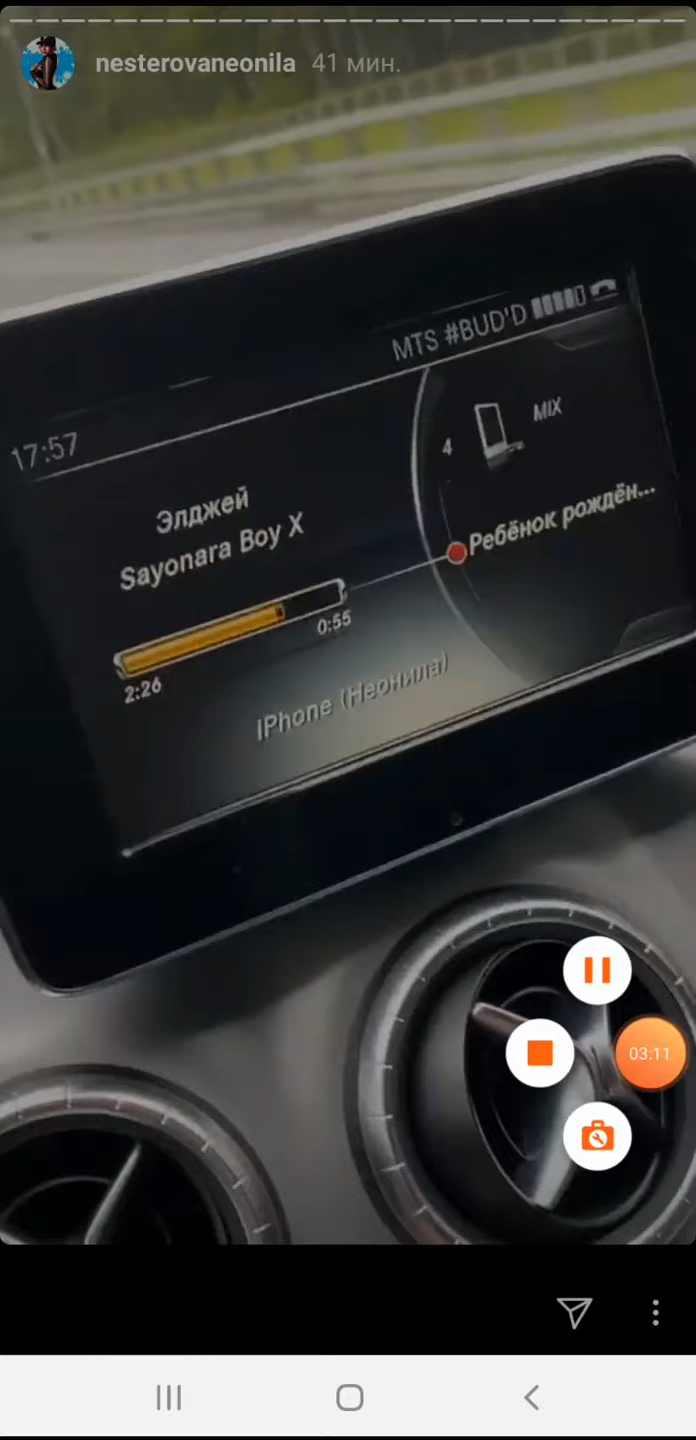 nesterovaneonila 41 мин.
MTS #BUD'D
17:57
4 MIX
Элджей
Sayonara Boy X
Ребёнок рождён...
2:26 0:55
IPhone (Неонила)
03:11